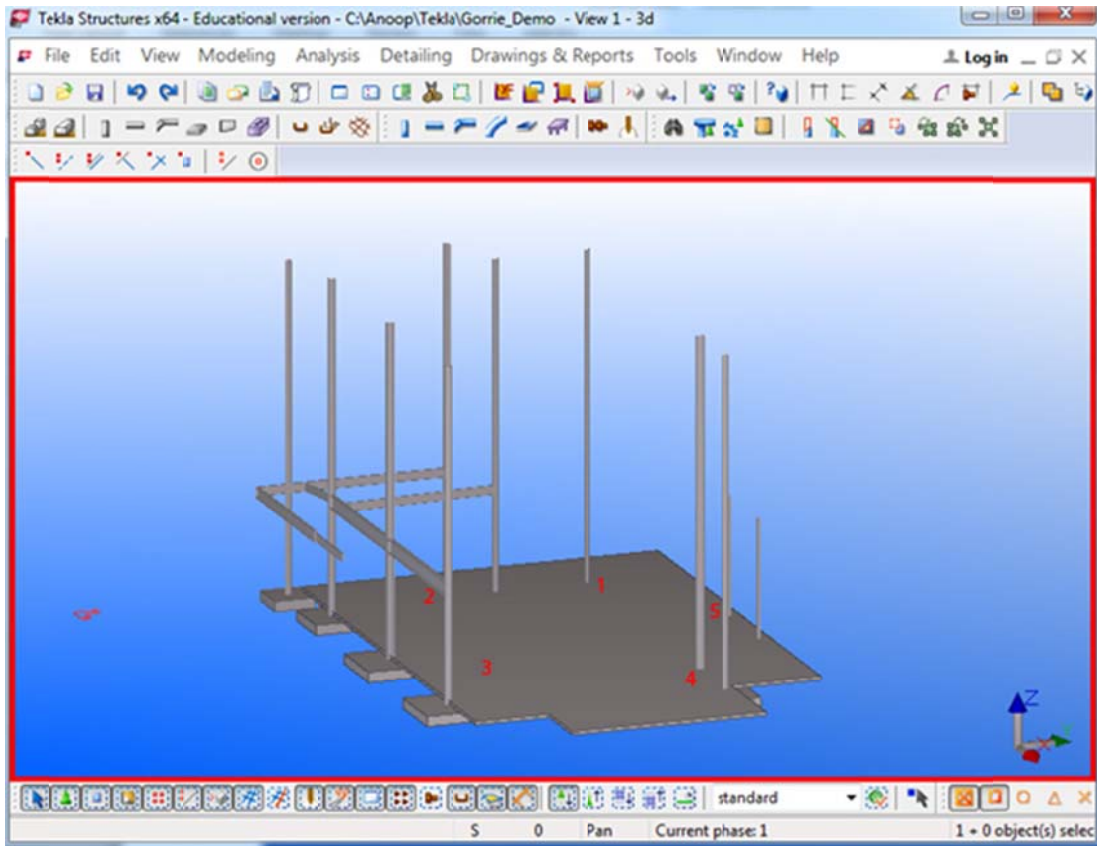 Tekla Structures x64 - Educational version - C:\Anoop\Tekla\Gorrie_Demo - View 1 - 3d
File Edit View Modeling Analysis Detailing Drawings & Reports Tools Window Help Log in
1
2
5
3
4
Z
standard
S 0 Pan Current phase: 1 1 + 0 object(s) selec